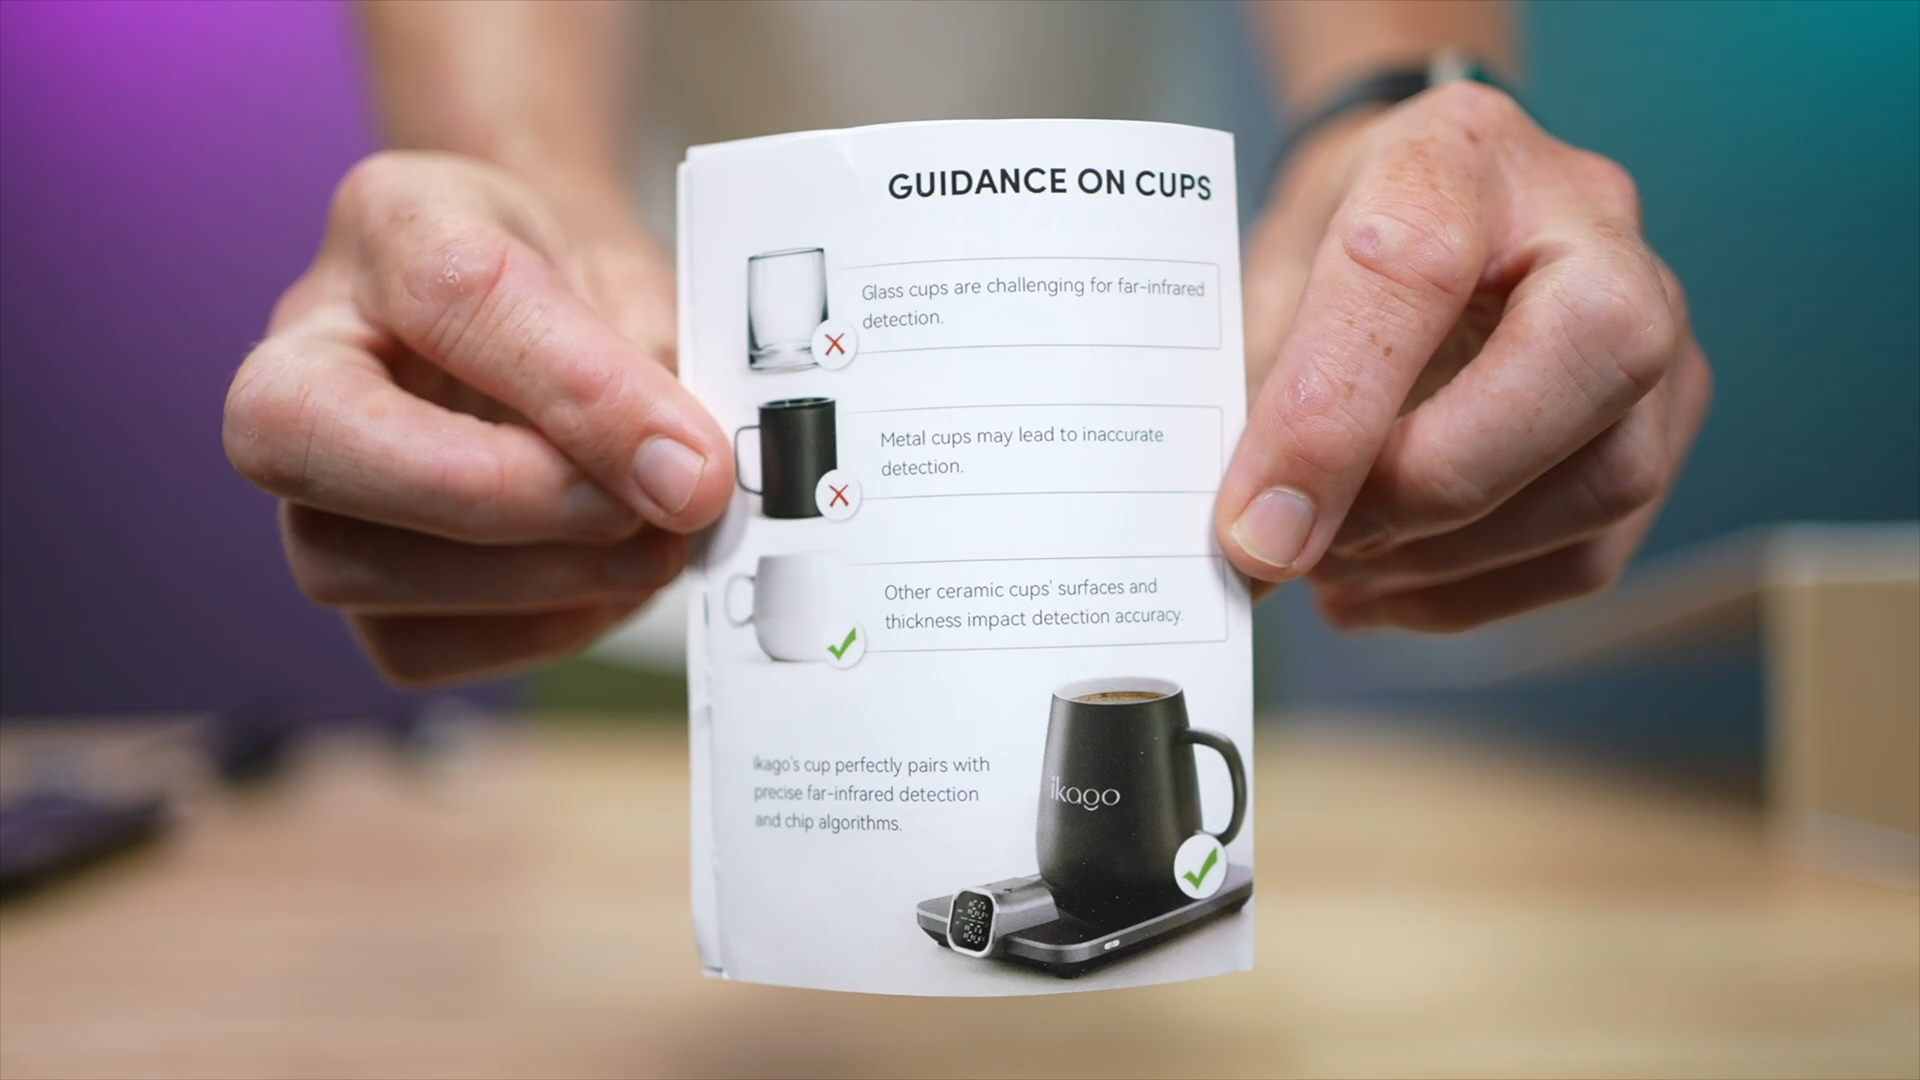 GUIDANCE ON CUPS
Glass cups are challenging for far-infrared
detection.
Metal cups may lead to inaccurate
detection.
Other ceramic cups' surfaces and
thickness impact detection accuracy.
ikago's cup perfectly pairs with
precise far-infrared detection
and chip algorithms.
ikago